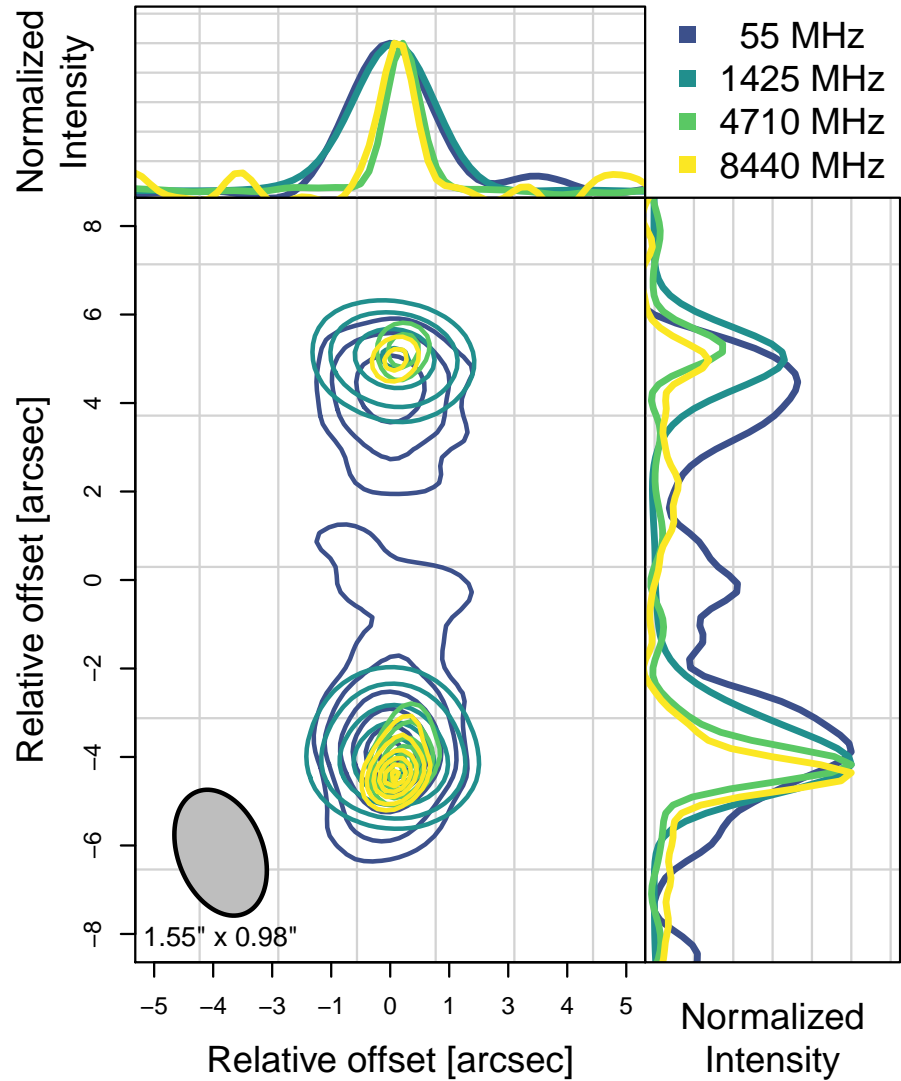 Normalized
Intensity
55 MHz
1425 MHz
4710 MHz
8440 MHz
Relative offset [arcsec]
8
6
4
2
0
−2
−4
−6
−8
1.55" x 0.98"
−5
−3
−1
0
1
2
3
4
5
Relative offset [arcsec]
Normalized
Intensity